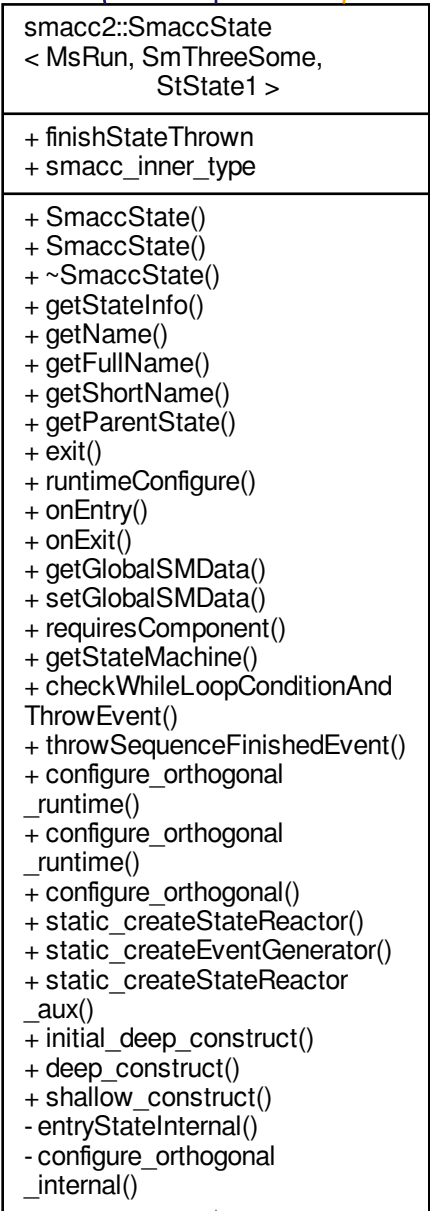 smacc2::SmaccState
< MsRun, SmThreeSome,
StState1 >
+ finishStateThrown
+ smacc_inner_type
+ SmaccState()
+ SmaccState()
+ ~SmaccState()
+ getStateInfo()
+ getName()
+ getFullName()
+ getShortName()
+ getParentState()
+ exit()
+ runtimeConfigure()
+ onEntry()
+ onExit()
+ getGlobalSMData()
+ setGlobalSMData()
+ requiresComponent()
+ getStateMachine()
+ checkWhileLoopConditionAnd
ThrowEvent()
+ throwSequenceFinishedEvent()
+ configure_orthogonal
_runtime()
+ configure_orthogonal
_runtime()
+ configure_orthogonal()
+ static_createStateReactor()
+ static_createEventGenerator()
+ static_createStateReactor
_aux()
+ initial_deep_construct()
+ deep_construct()
+ shallow_construct()
- entryStateInternal()
- configure_orthogonal
_internal()